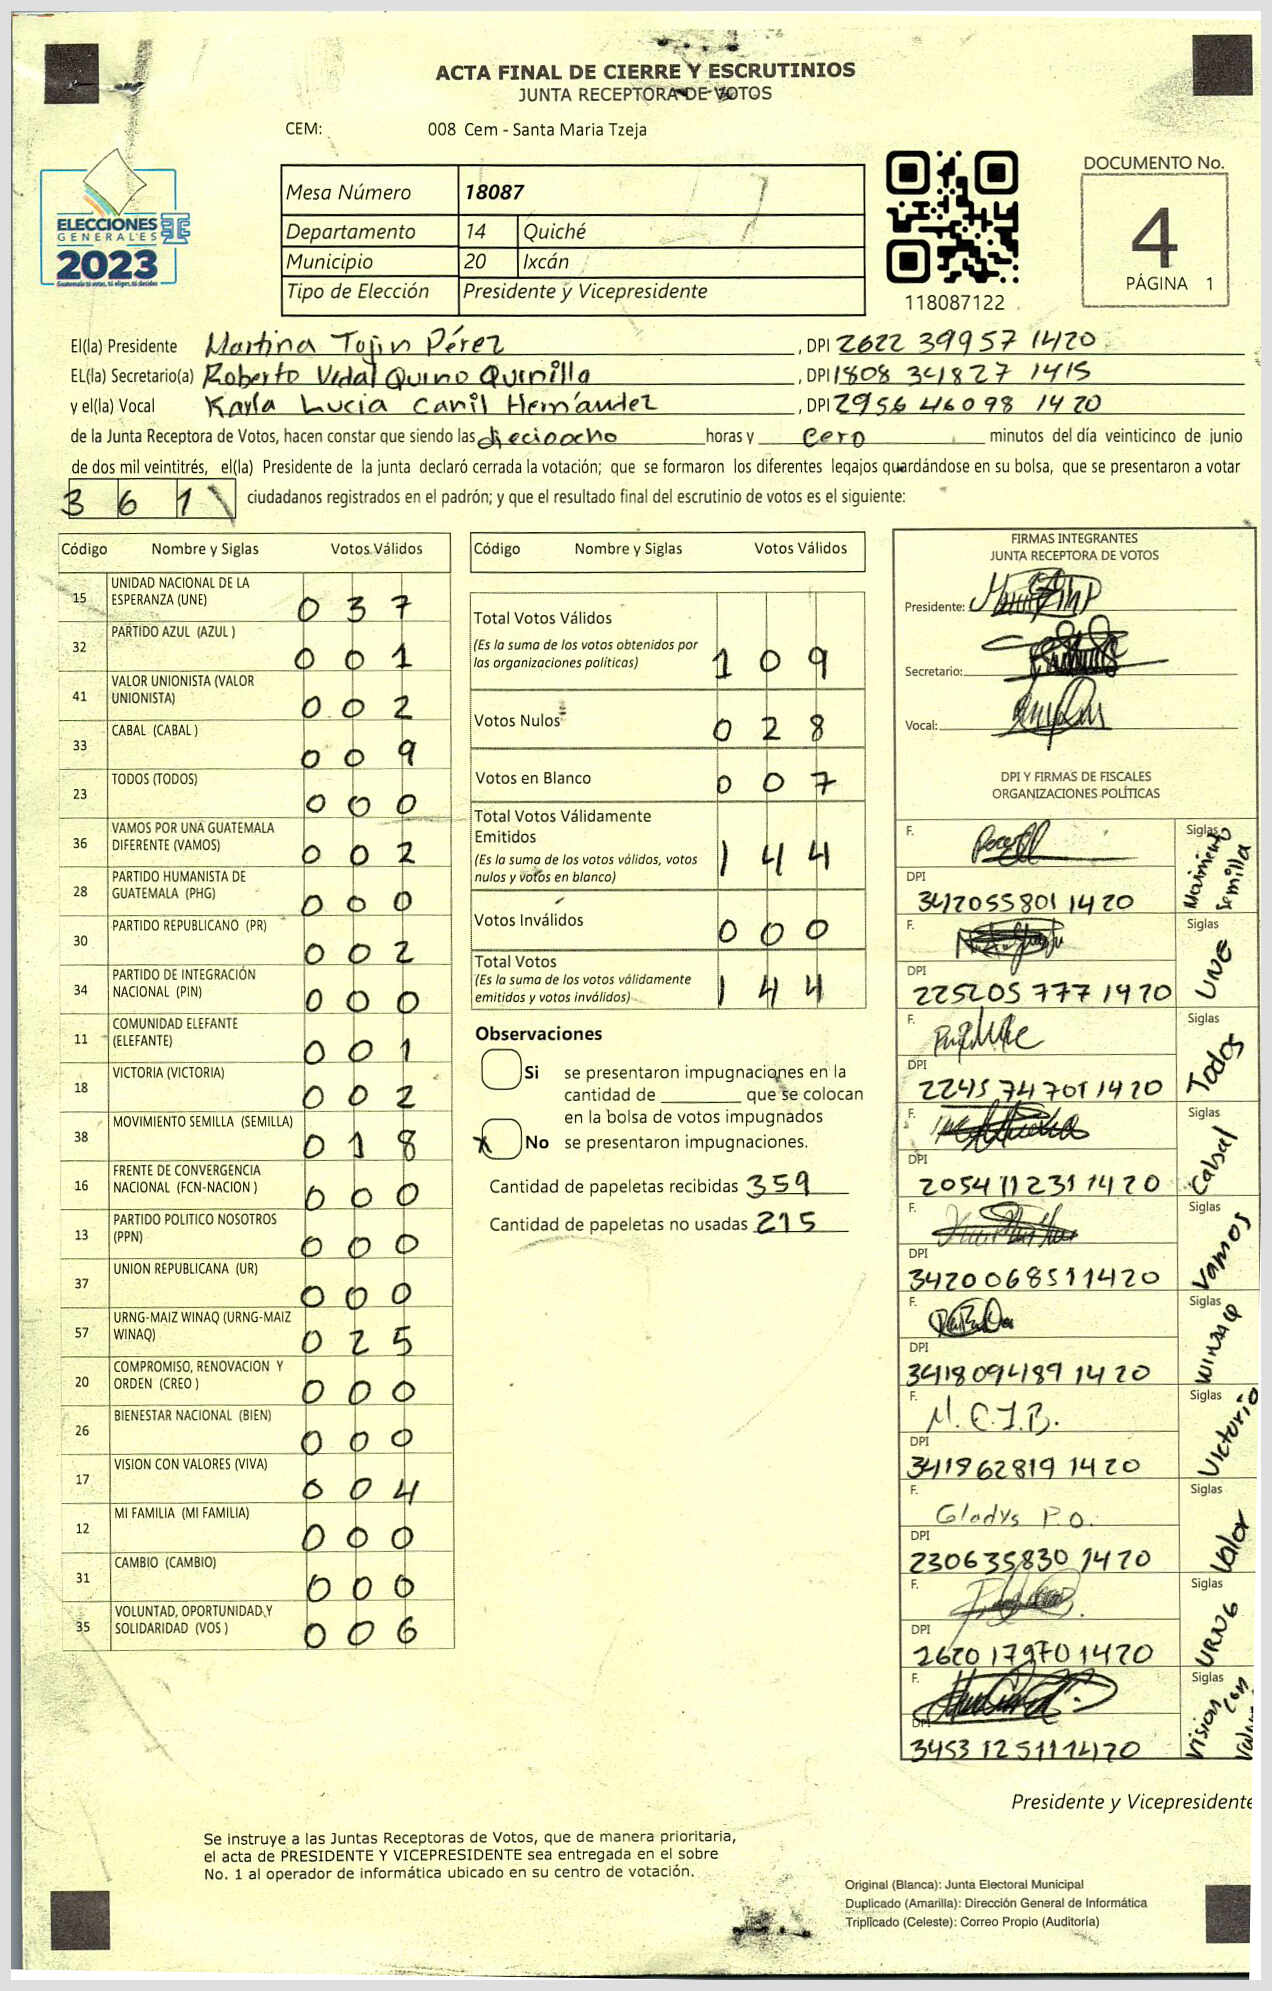 ACTA FINAL DE CIERRE Y ESCRUTINIOS
JUNTA RECEPTORA DE VOTOS
CEM: 008 Cem - Santa Maria Tzeja
ELECCIONES
GENERALES
2023
Mesa Número 18087
Departamento 14 Quiché
Municipio 20 Ixcán
Tipo de Elección Presidente y Vicepresidente
118087122
DOCUMENTO No.
4
PÁGINA 1
El(la) Presidente Martina Tojin Pérez , DPI 2622 39957 1420
EL(la) Secretario(a) Roberto Vidal Quino Quinilla , DPI 1808 34827 1415
y el(la) Vocal Karla Lucia Canil Hernández , DPI 2956 46098 1420
de la Junta Receptora de Votos, hacen constar que siendo las dieciocho horas y cero minutos del día veinticinco de junio
de dos mil veintitrés, el(la) Presidente de la junta declaró cerrada la votación; que se formaron los diferentes legajos guardándose en su bolsa, que se presentaron a votar
3 6 1 ciudadanos registrados en el padrón; y que el resultado final del escrutinio de votos es el siguiente:
Código Nombre y Siglas Votos Válidos
15 UNIDAD NACIONAL DE LA ESPERANZA (UNE) 0 3 7
32 PARTIDO AZUL (AZUL ) 0 0 1
41 VALOR UNIONISTA (VALOR UNIONISTA) 0 0 2
33 CABAL (CABAL ) 0 0 9
23 TODOS (TODOS) 0 0 0
36 VAMOS POR UNA GUATEMALA DIFERENTE (VAMOS) 0 0 2
28 PARTIDO HUMANISTA DE GUATEMALA (PHG) 0 0 0
30 PARTIDO REPUBLICANO (PR) 0 0 2
34 PARTIDO DE INTEGRACIÓN NACIONAL (PIN) 0 0 0
11 COMUNIDAD ELEFANTE (ELEFANTE) 0 0 1
18 VICTORIA (VICTORIA) 0 0 2
38 MOVIMIENTO SEMILLA (SEMILLA) 0 1 8
16 FRENTE DE CONVERGENCIA NACIONAL (FCN-NACION ) 0 0 0
13 PARTIDO POLITICO NOSOTROS (PPN) 0 0 0
37 UNION REPUBLICANA (UR) 0 0 0
57 URNG-MAIZ WINAQ (URNG-MAIZ WINAQ) 0 2 5
20 COMPROMISO, RENOVACION Y ORDEN (CREO ) 0 0 0
26 BIENESTAR NACIONAL (BIEN) 0 0 0
17 VISION CON VALORES (VIVA) 0 0 4
12 MI FAMILIA (MI FAMILIA) 0 0 0
31 CAMBIO (CAMBIO) 0 0 0
35 VOLUNTAD, OPORTUNIDAD Y SOLIDARIDAD (VOS ) 0 0 6
Código Nombre y Siglas Votos Válidos
Total Votos Válidos
(Es la suma de los votos obtenidos por
las organizaciones políticas) 1 0 9
Votos Nulos 0 2 8
Votos en Blanco 0 0 7
Total Votos Válidamente
Emitidos
(Es la suma de los votos válidos, votos
nulos y votos en blanco) 1 4 4
Votos Inválidos 0 0 0
Total Votos
(Es la suma de los votos válidamente
emitidos y votos inválidos) 1 4 4
Observaciones
Si se presentaron impugnaciones en la
cantidad de ________ que se colocan
en la bolsa de votos impugnados
X No se presentaron impugnaciones.
Cantidad de papeletas recibidas 359
Cantidad de papeletas no usadas 215
FIRMAS INTEGRANTES
JUNTA RECEPTORA DE VOTOS
Presidente:
Secretario:
Vocal:
DPI Y FIRMAS DE FISCALES
ORGANIZACIONES POLÍTICAS
F. Siglas Movimiento Semilla
DPI
342055801 1420
F. Siglas UNE
DPI
225205 777 1420
F. Siglas Todos
DPI
2245 74701 1420
F. Siglas Cabal
DPI
2054 11231 1420
F. Siglas Vamos
DPI
3420068511420
F. Siglas WINAQ
DPI
3418094189 1420
F. M.C.J.B. Siglas Victoria
DPI
341962819 1420
F. Gladys P.O. Siglas Valor
DPI
230635830 1420
F. Siglas URNG
DPI
2620 17970 1420
F. Siglas Vision con
DPI
3453 125111420
Presidente y Vicepresidente
Se instruye a las Juntas Receptoras de Votos, que de manera prioritaria,
el acta de PRESIDENTE Y VICEPRESIDENTE sea entregada en el sobre
No. 1 al operador de informática ubicado en su centro de votación.
Original (Blanca): Junta Electoral Municipal
Duplicado (Amarilla): Dirección General de Informática
Triplicado (Celeste): Correo Propio (Auditoría)